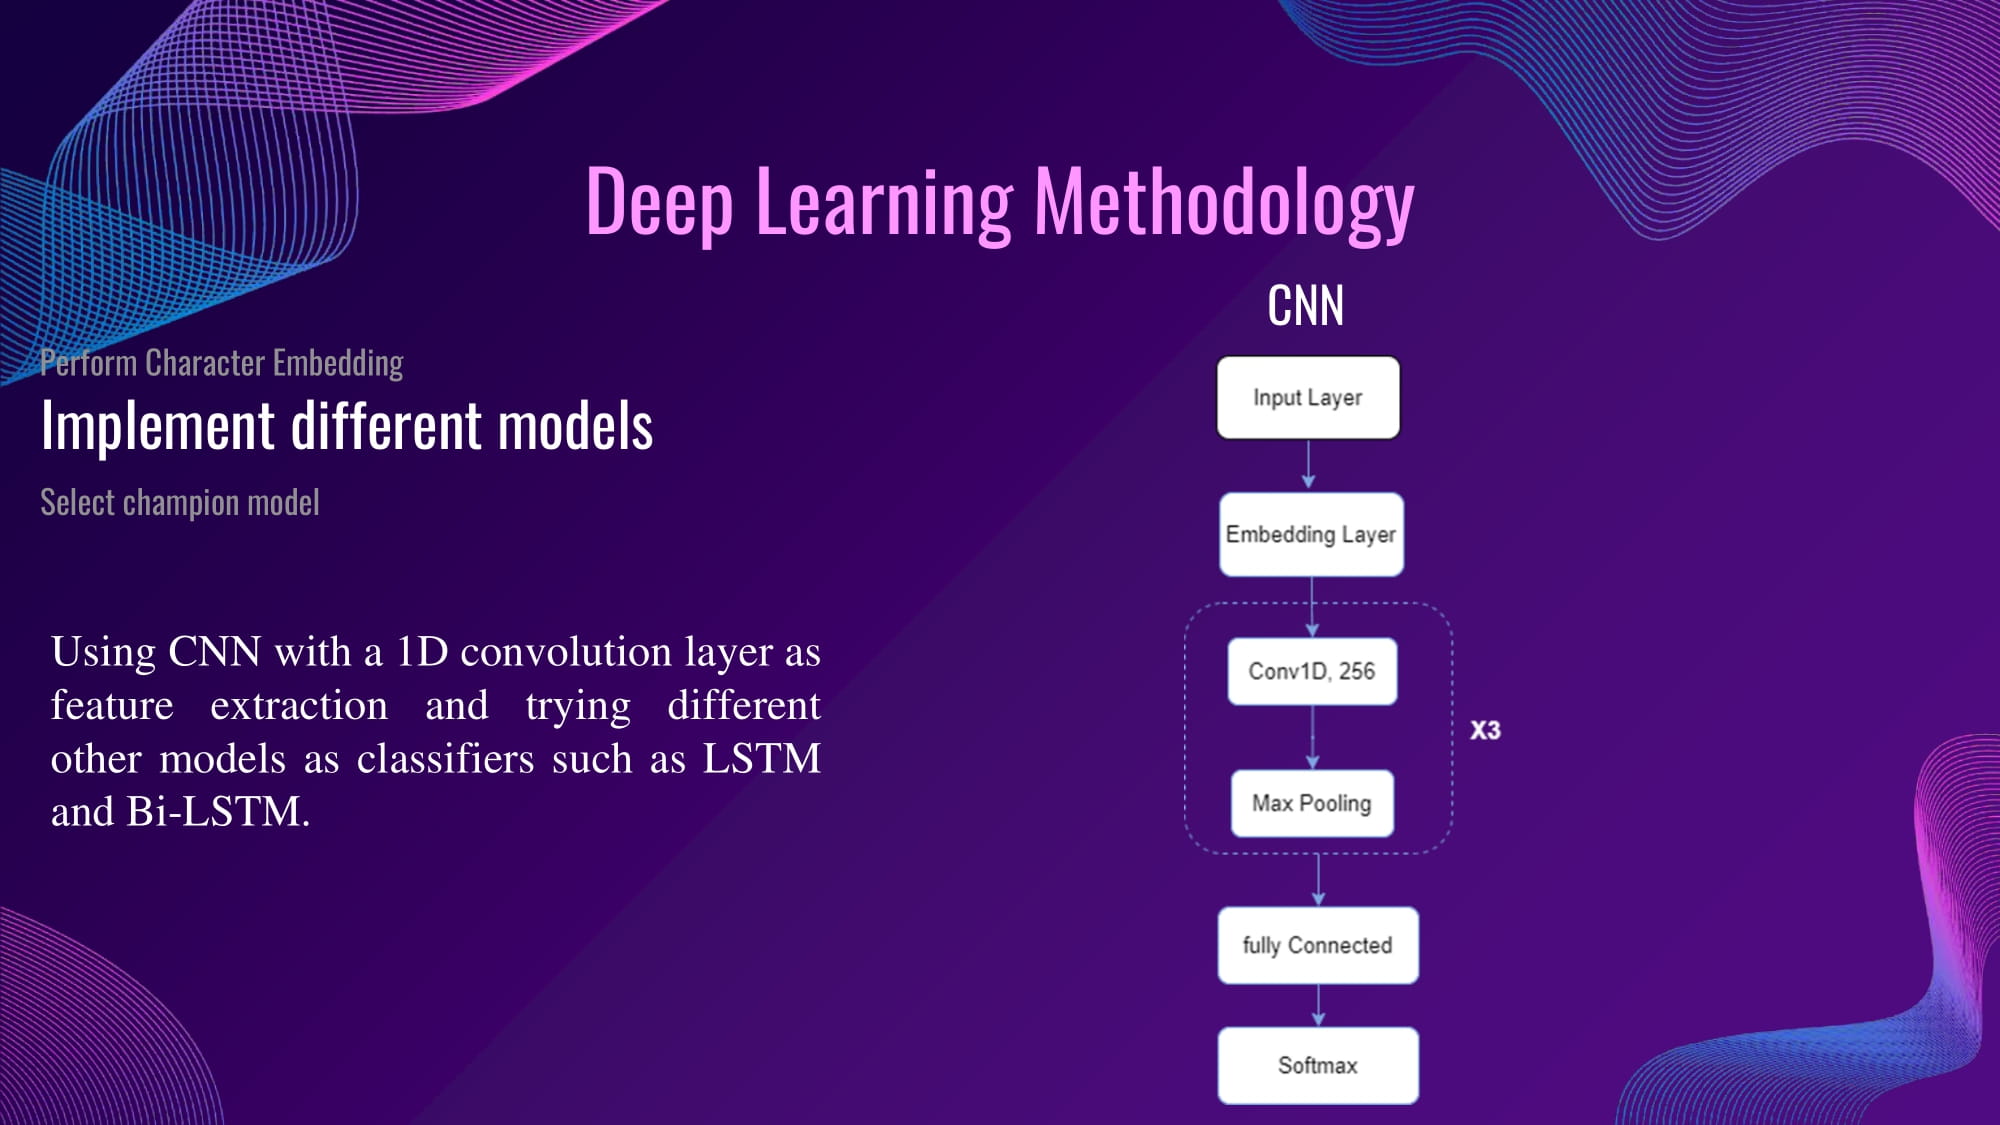 Deep Learning Methodology
Perform Character Embedding
Implement different models
Select champion model
Using CNN with a 1D convolution layer as
feature extraction and trying different
other models as classifiers such as LSTM
and Bi-LSTM.
CNN
Input Layer
Embedding Layer
Conv1D, 256
Max Pooling
X3
fully Connected
Softmax